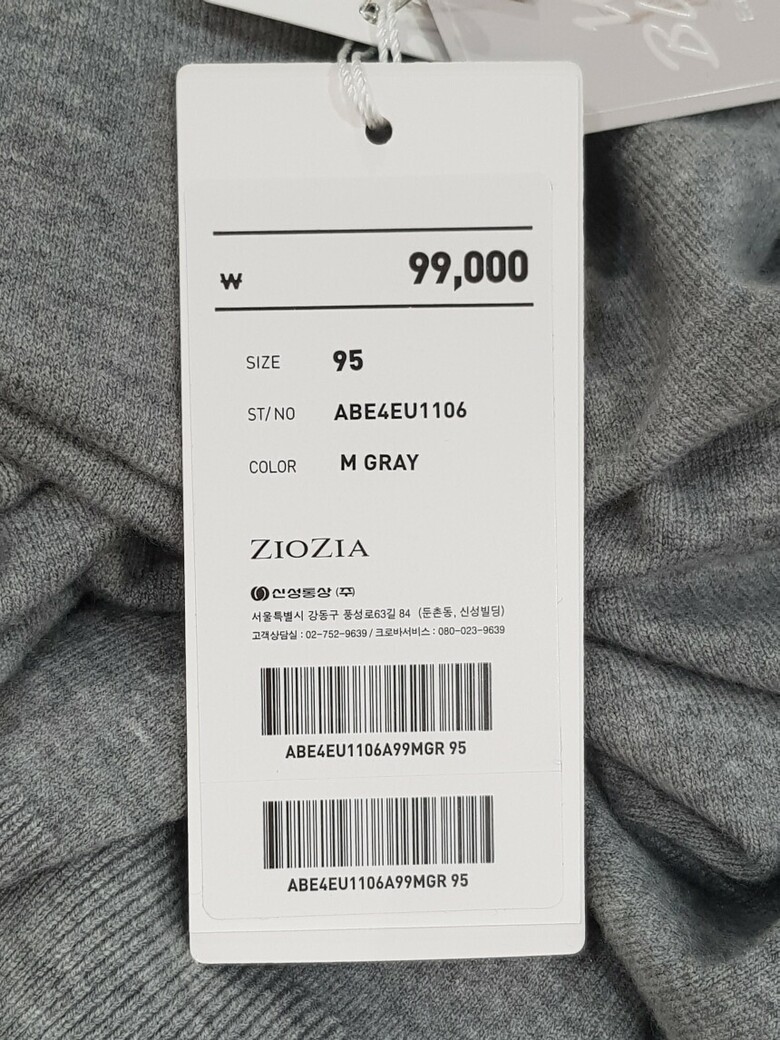 ₩ 99,000
SIZE 95
ST/NO ABE4EU1106
COLOR M GRAY
ZIOZIA
신성통상 (주)
서울특별시 강동구 풍성로63길 84 (둔촌동, 신성빌딩)
고객상담실 : 02-752-9639 / 크로바서비스 : 080-023-9639
ABE4EU1106A99MGR 95
ABE4EU1106A99MGR 95